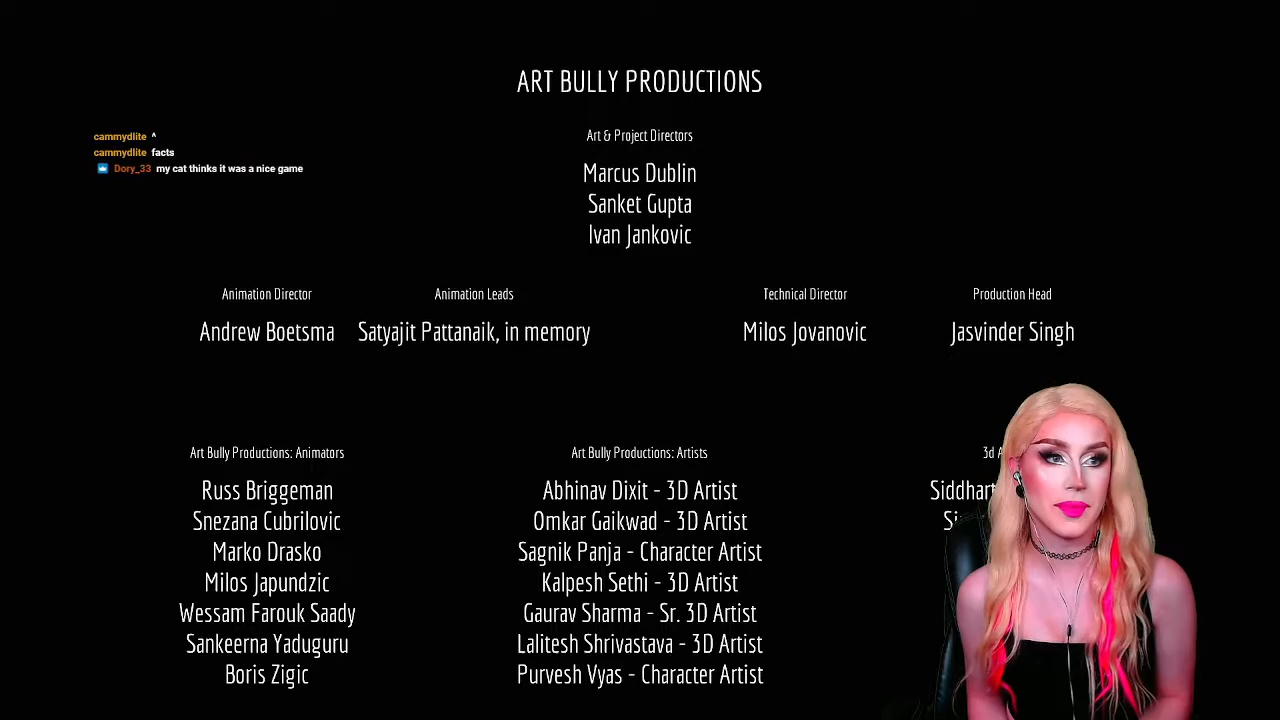 ART BULLY PRODUCTIONS
cammydlite ^
cammydlite facts
Dory_33 my cat thinks it was a nice game
Art & Project Directors
Marcus Dublin
Sanket Gupta
Ivan Jankovic
Animation Director
Andrew Boetsma
Animation Leads
Satyajit Pattanaik, in memory
Technical Director
Milos Jovanovic
Production Head
Jasvinder Singh
Art Bully Productions: Animators
Russ Briggeman
Snezana Cubrilovic
Marko Drasko
Milos Japundzic
Wessam Farouk Saady
Sankeerna Yaduguru
Boris Zigic
Art Bully Productions: Artists
Abhinav Dixit - 3D Artist
Omkar Gaikwad - 3D Artist
Sagnik Panja - Character Artist
Kalpesh Sethi - 3D Artist
Gaurav Sharma - Sr. 3D Artist
Lalitesh Shrivastava - 3D Artist
Purvesh Vyas - Character Artist
3d A
Siddhart